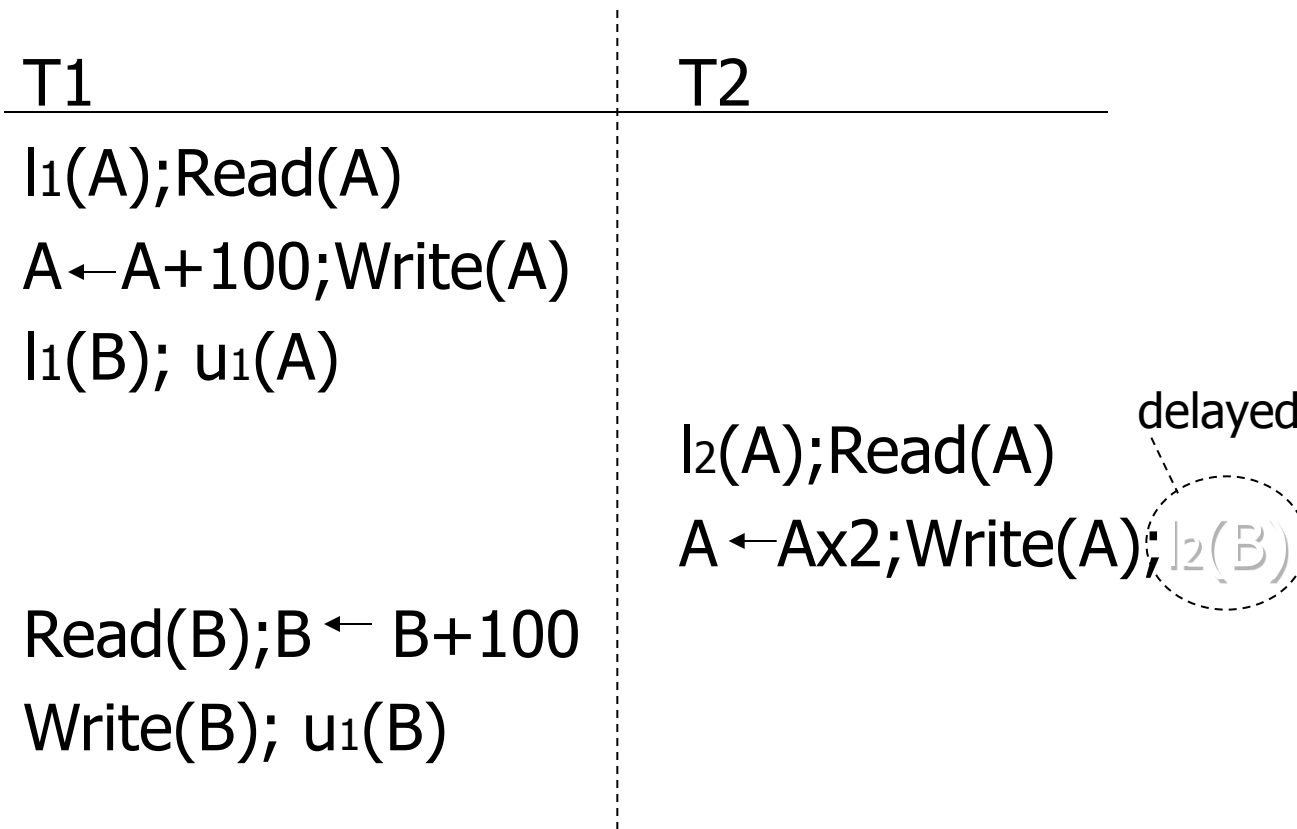 T1 T2
l1(A);Read(A)
A←A+100;Write(A)
l1(B); u1(A)
delayed
l2(A);Read(A)
A←Ax2;Write(A);l2(B)
Read(B);B← B+100
Write(B); u1(B)